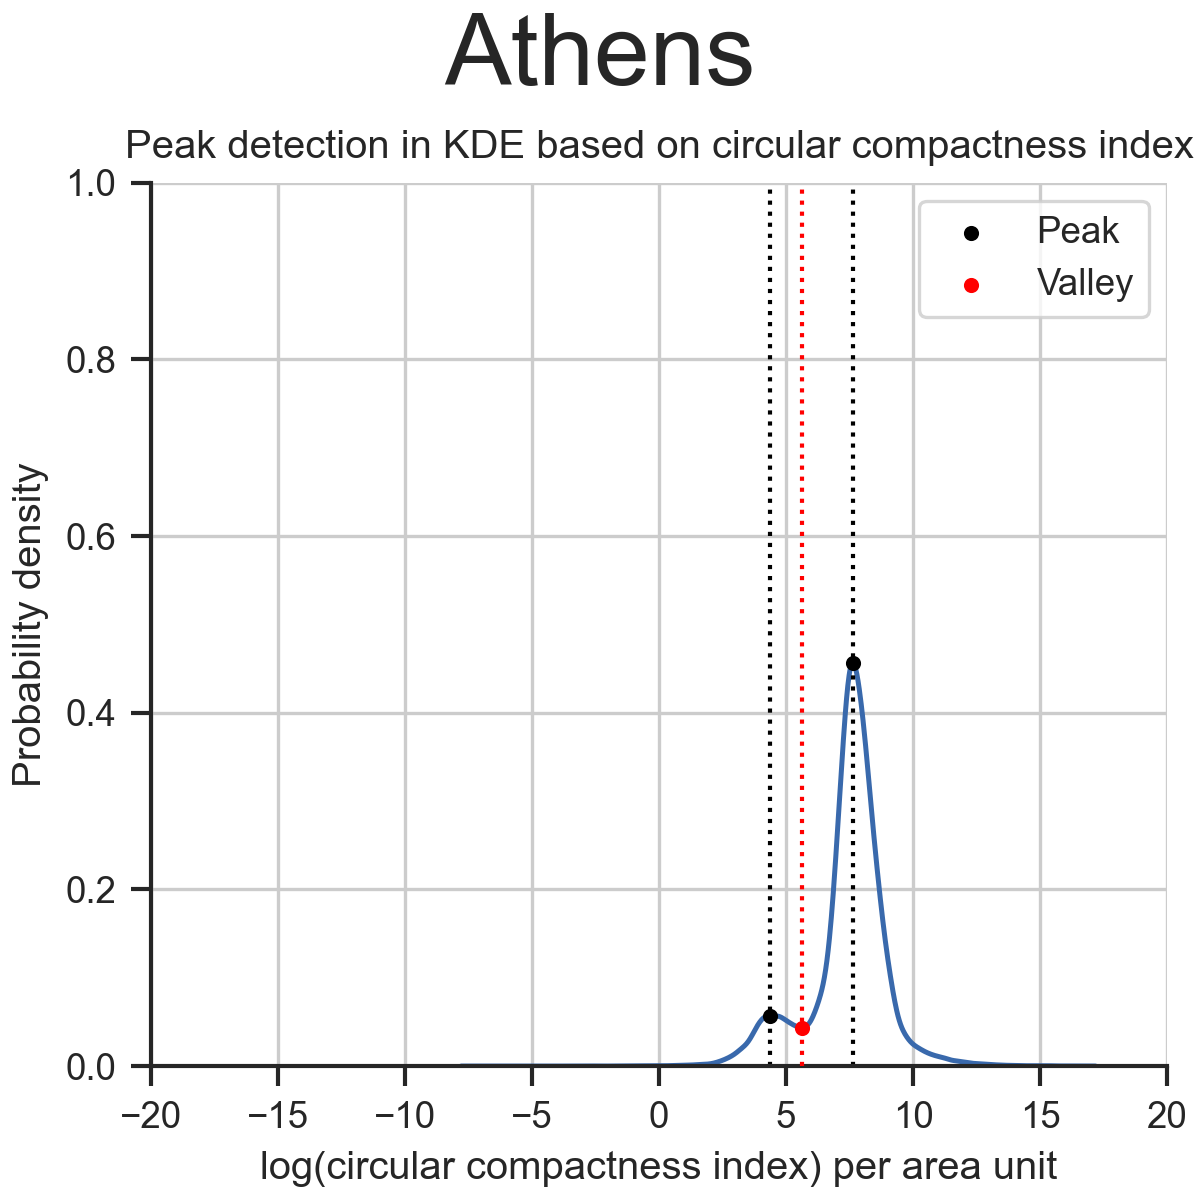 Athens
Peak detection in KDE based on circular compactness index
1.0
0.8
0.6
0.4
0.2
0.0
Probability density
Peak
Valley
−20 −15 −10 −5 0 5 10 15 20
log(circular compactness index) per area unit